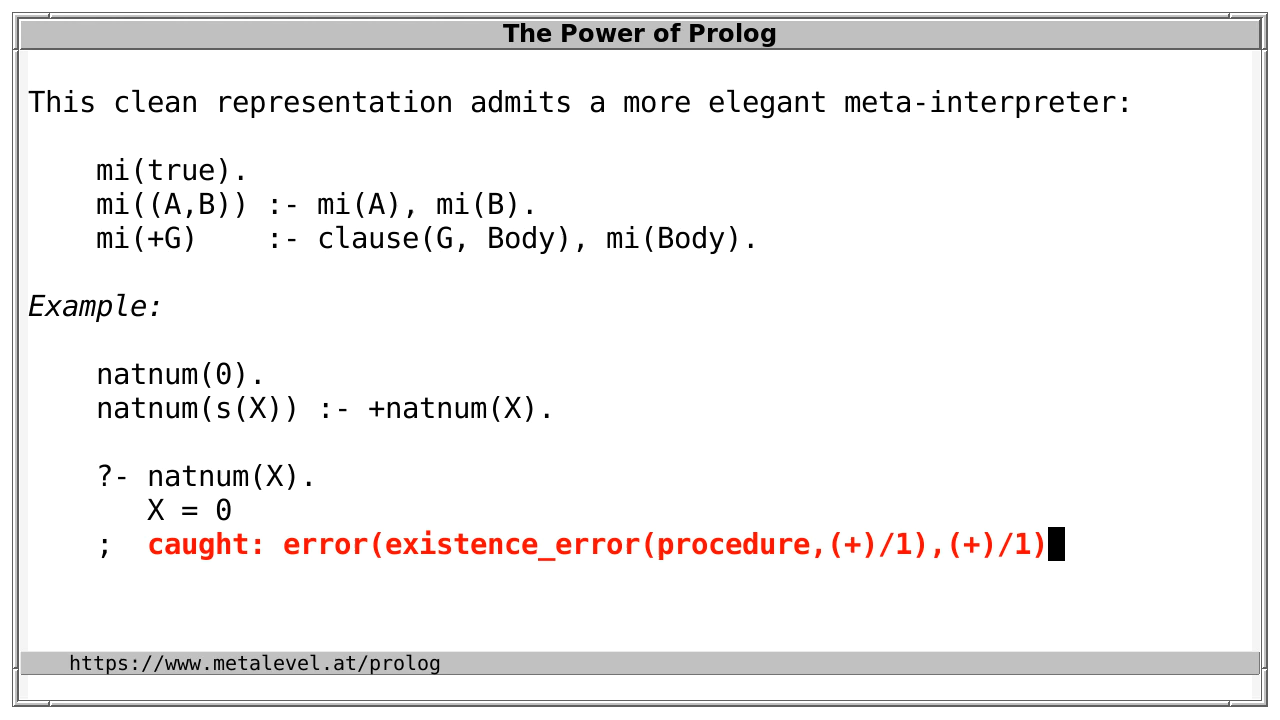 The Power of Prolog
This clean representation admits a more elegant meta-interpreter:
mi(true).
mi((A,B)) :- mi(A), mi(B).
mi(+G)    :- clause(G, Body), mi(Body).
Example:
natnum(0).
natnum(s(X)) :- +natnum(X).
?- natnum(X).
   X = 0
;  caught: error(existence_error(procedure,(+)/1),(+)/1)
https://www.metalevel.at/prolog